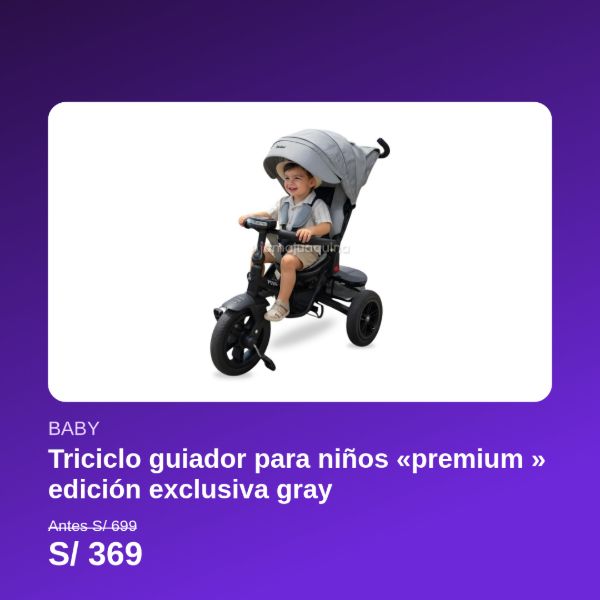 BABY
Triciclo guiador para niños «premium »
edición exclusiva gray
Antes S/ 699
S/ 369